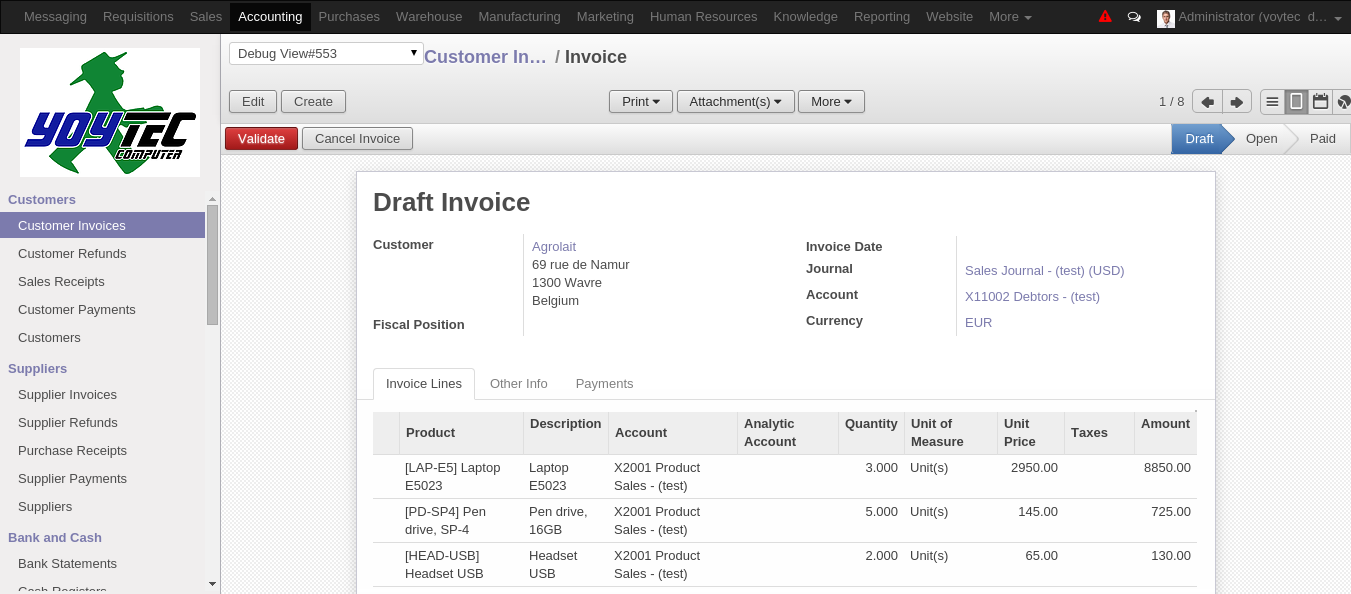 Messaging Requisitions Sales Accounting Purchases Warehouse Manufacturing Marketing Human Resources Knowledge Reporting Website More Administrator (yoytec_d...
Debug View#553 Customer In... / Invoice
Edit Create Print Attachment(s) More 1 / 8
Validate Cancel Invoice Draft Open Paid
YOYTEC
COMPUTER
Customers
Customer Invoices
Customer Refunds
Sales Receipts
Customer Payments
Customers
Suppliers
Supplier Invoices
Supplier Refunds
Purchase Receipts
Supplier Payments
Suppliers
Bank and Cash
Bank Statements
Cash Registers
Draft Invoice
Customer Agrolait
69 rue de Namur
1300 Wavre
Belgium
Fiscal Position
Invoice Date
Journal Sales Journal - (test) (USD)
Account X11002 Debtors - (test)
Currency EUR
Invoice Lines Other Info Payments
Product Description Account Analytic Account Quantity Unit of Measure Unit Price Taxes Amount
[LAP-E5] Laptop Laptop X2001 Product 3.000 Unit(s) 2950.00 8850.00
E5023 E5023 Sales - (test)
[PD-SP4] Pen Pen drive, X2001 Product 5.000 Unit(s) 145.00 725.00
drive, SP-4 16GB Sales - (test)
[HEAD-USB] Headset X2001 Product 2.000 Unit(s) 65.00 130.00
Headset USB USB Sales - (test)